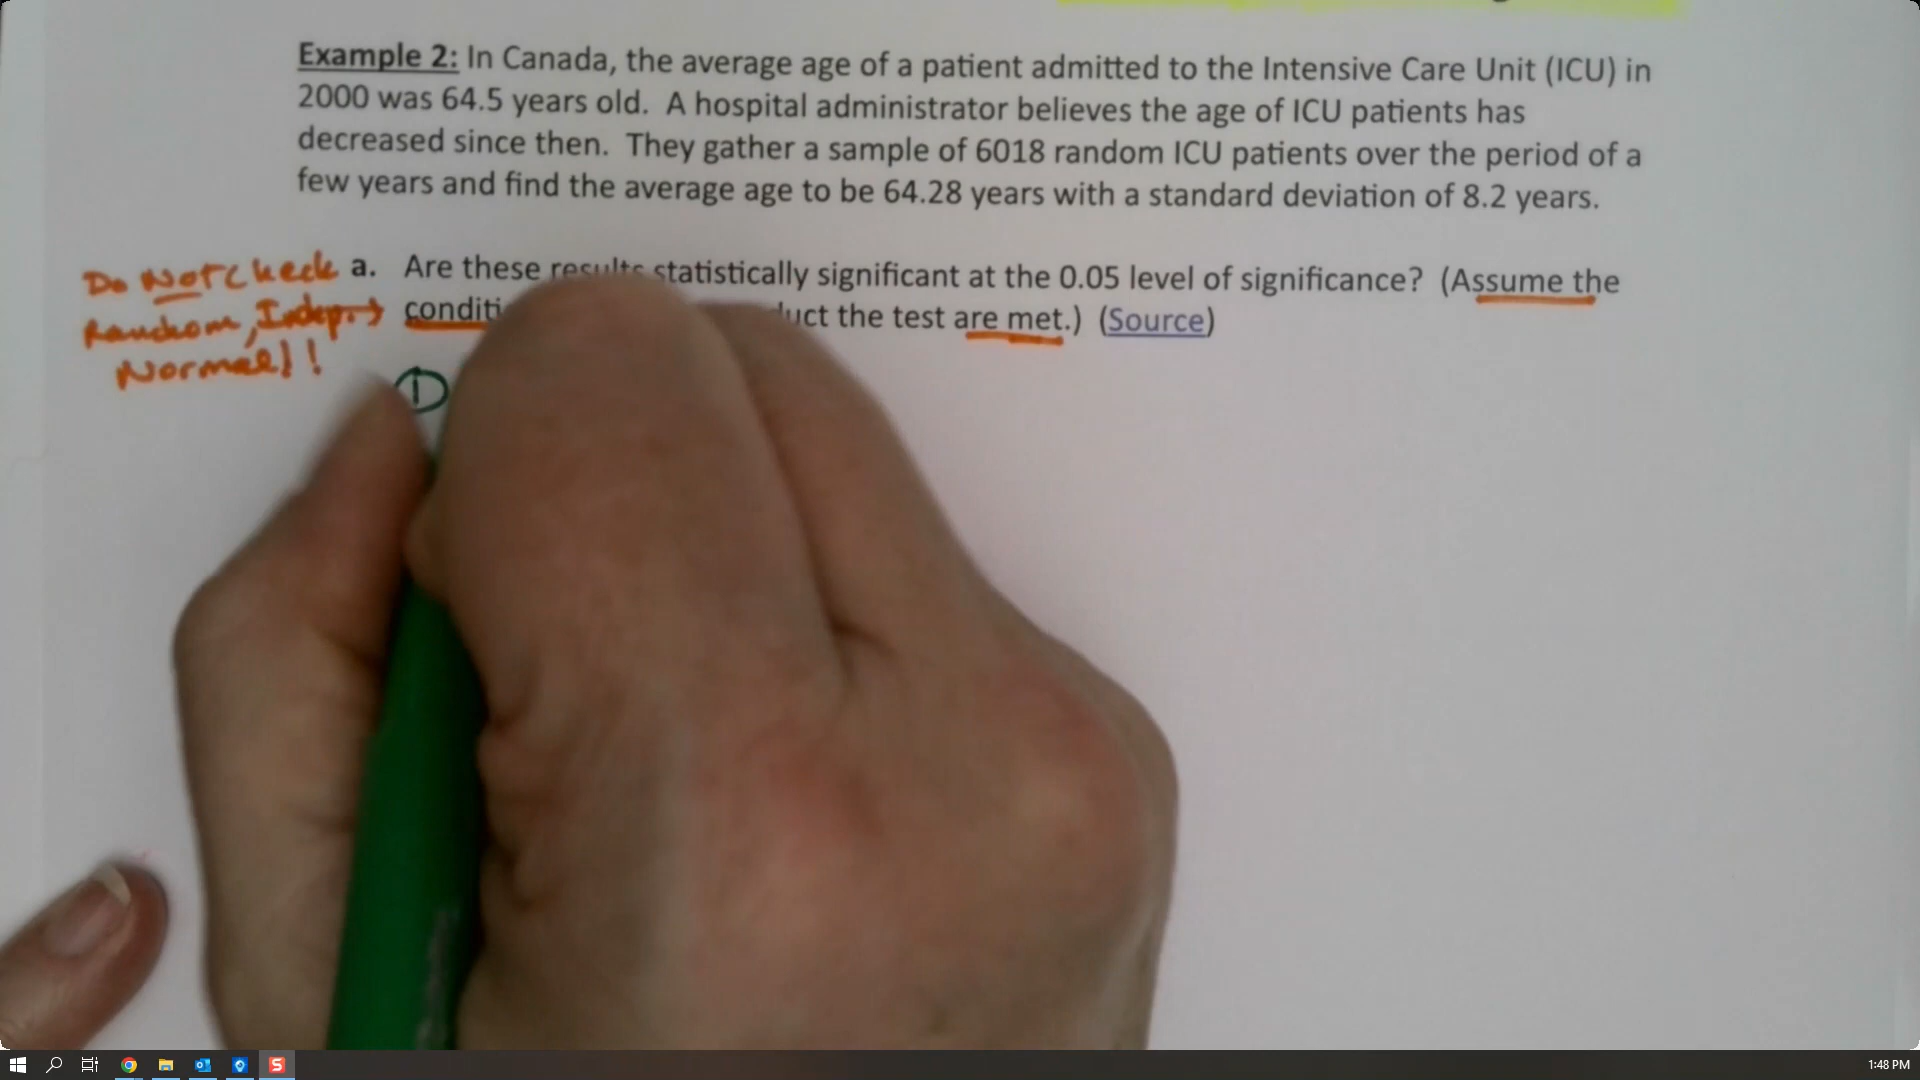 Example 2: In Canada, the average age of a patient admitted to the Intensive Care Unit (ICU) in
2000 was 64.5 years old. A hospital administrator believes the age of ICU patients has
decreased since then. They gather a sample of 6018 random ICU patients over the period of a
few years and find the average age to be 64.28 years with a standard deviation of 8.2 years.
Do NOT Check
Random, Indep.→
Normal)!
a. Are these results statistically significant at the 0.05 level of significance? (Assume the
the test are met.) (Source)
1
S
1:48 PM